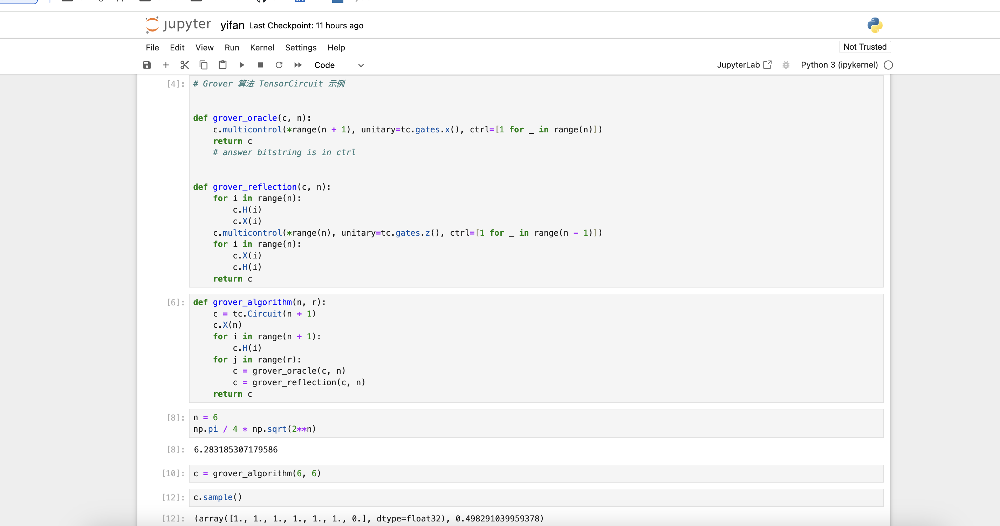 jupyter yifan Last Checkpoint: 11 hours ago
File Edit View Run Kernel Settings Help
Not Trusted
Code
JupyterLab
Python 3 (ipykernel)
[4]: # Grover 算法 TensorCircuit 示例
def grover_oracle(c, n):
    c.multicontrol(*range(n + 1), unitary=tc.gates.x(), ctrl=[1 for _ in range(n)])
    return c
    # answer bitstring is in ctrl
def grover_reflection(c, n):
    for i in range(n):
        c.H(i)
        c.X(i)
    c.multicontrol(*range(n), unitary=tc.gates.z(), ctrl=[1 for _ in range(n - 1)])
    for i in range(n):
        c.X(i)
        c.H(i)
    return c
[6]: def grover_algorithm(n, r):
    c = tc.Circuit(n + 1)
    c.X(n)
    for i in range(n + 1):
        c.H(i)
    for j in range(r):
        c = grover_oracle(c, n)
        c = grover_reflection(c, n)
    return c
[8]: n = 6
np.pi / 4 * np.sqrt(2**n)
[8]: 6.283185307179586
[10]: c = grover_algorithm(6, 6)
[12]: c.sample()
[12]: (array([1., 1., 1., 1., 1., 1., 0.], dtype=float32), 0.498291039959378)